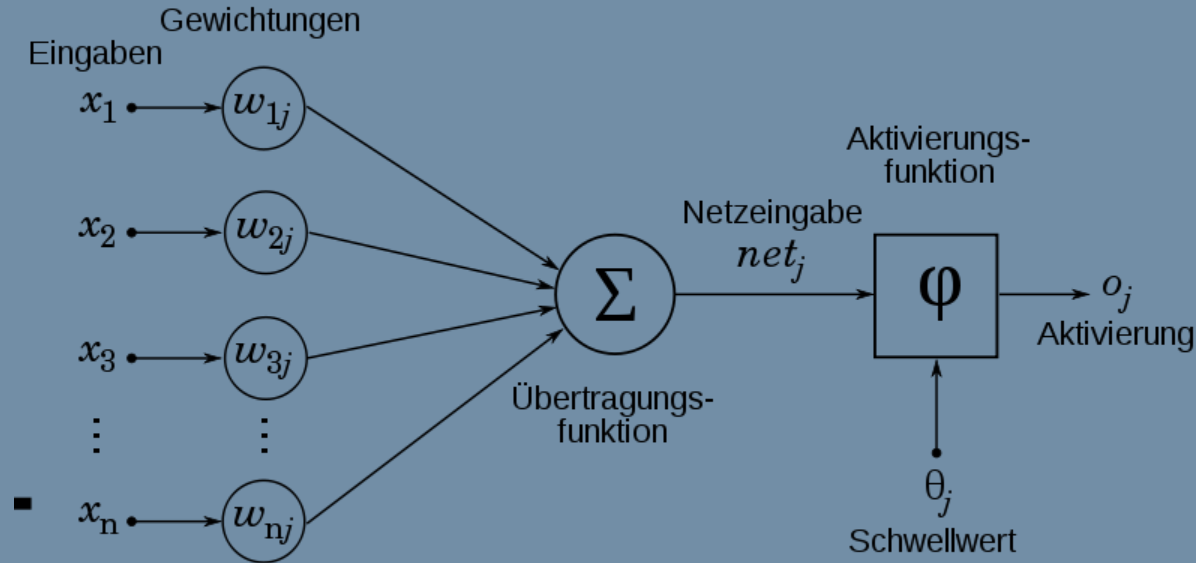 Gewichtungen
Eingaben
x₁ w₁ⱼ
x₂ w₂ⱼ
x₃ w₃ⱼ
⋮ ⋮
xₙ wₙⱼ
Σ
Übertragungs-
funktion
Netzeingabe
netⱼ
Aktivierungs-
funktion
φ
oⱼ
Aktivierung
θⱼ
Schwellwert